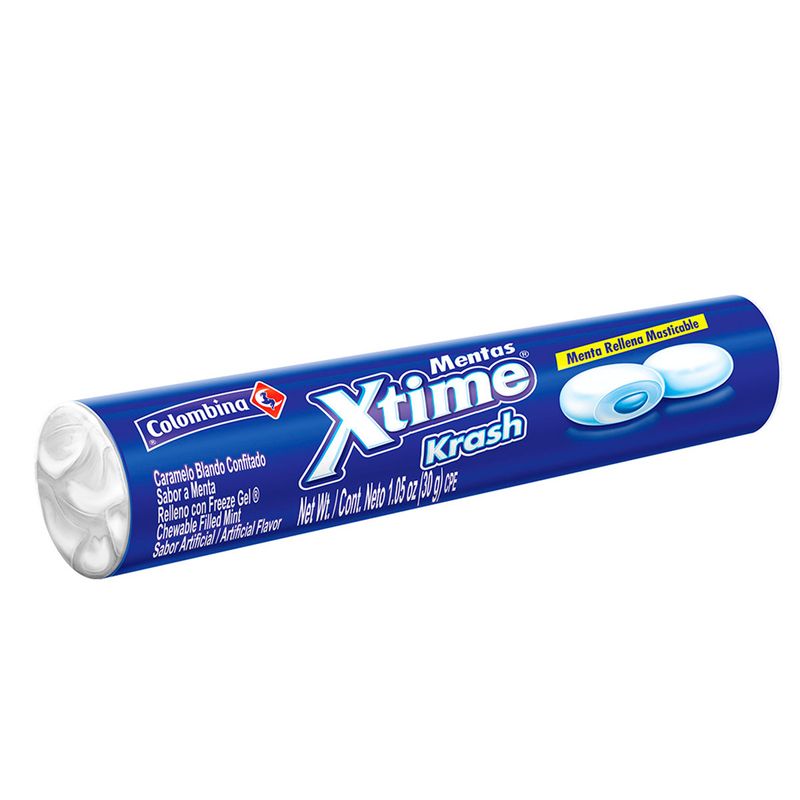 Colombina
®
Mentas
Xtime®
Krash
Menta Rellena Masticable
Caramelo Blando Confitado
Sabor a Menta
Relleno con Freeze Gel®
Chewable Filled Mint
Sabor Artificial / Artificial Flavor
Net Wt. / Cont. Neto 1.05 oz (30 g) CPE